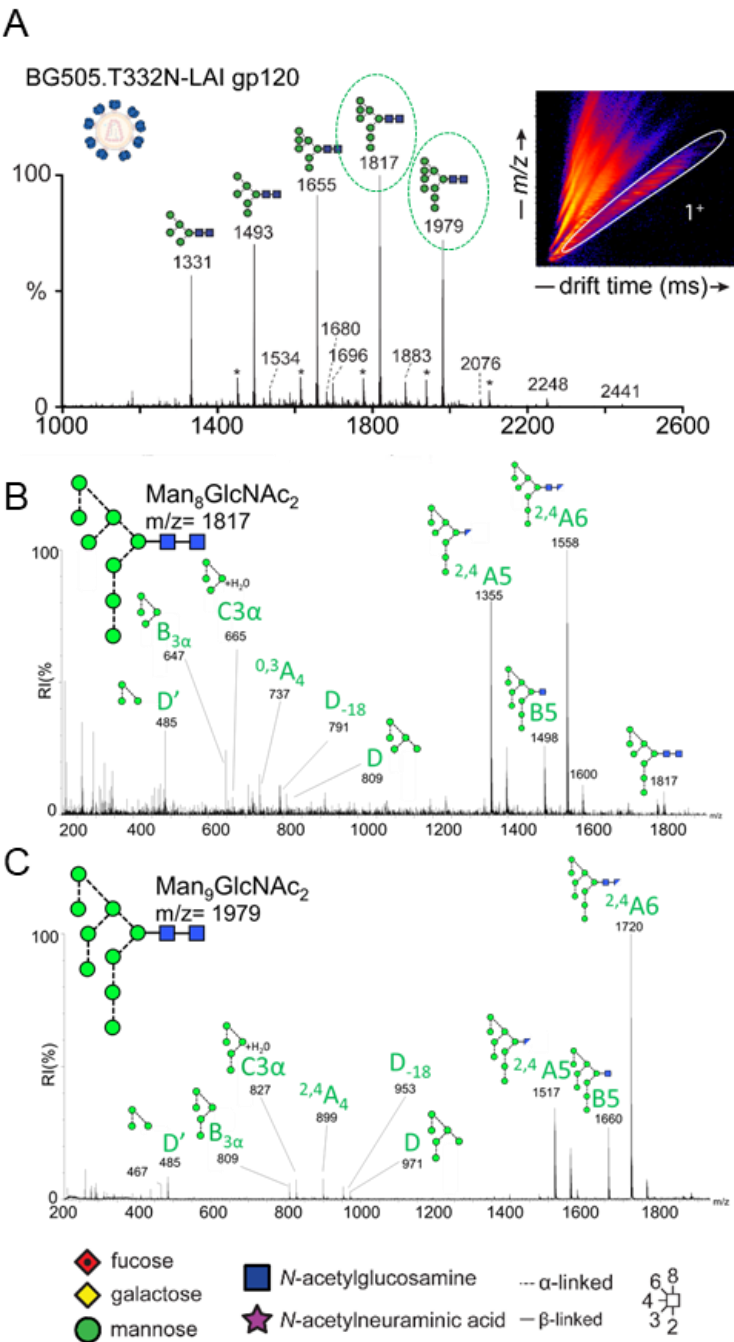 A
BG505.T332N-LAI gp120
100
%
0
1331
1493
1534
1655
1680
1696
1817
1883
1979
2076
2248
2441
*
*
*
*
*
1000
1400
1800
2200
2600
m/z
1+
drift time (ms)
B
Man8GlcNAc2
m/z= 1817
100
RI(%
0
D'
485
B3α
647
+H2O
C3α
665
0,3A4
737
D-18
791
D
809
2,4 A5
1355
B5
1498
2,4A6
1558
1600
1817
200
400
600
800
1000
1200
1400
1600
1800
m/z
C
Man9GlcNAc2
m/z= 1979
100
RI(%)
0
467
D'
485
B3α
809
+H2O
C3α
827
2,4A4
899
D-18
953
D
971
2,4 A5
1517
B5
1660
2,4A6
1720
200
400
600
800
1000
1200
1400
1600
1800
m/z
fucose
galactose
mannose
N-acetylglucosamine
N-acetylneuraminic acid
α-linked
β-linked
6 8
4
3 2